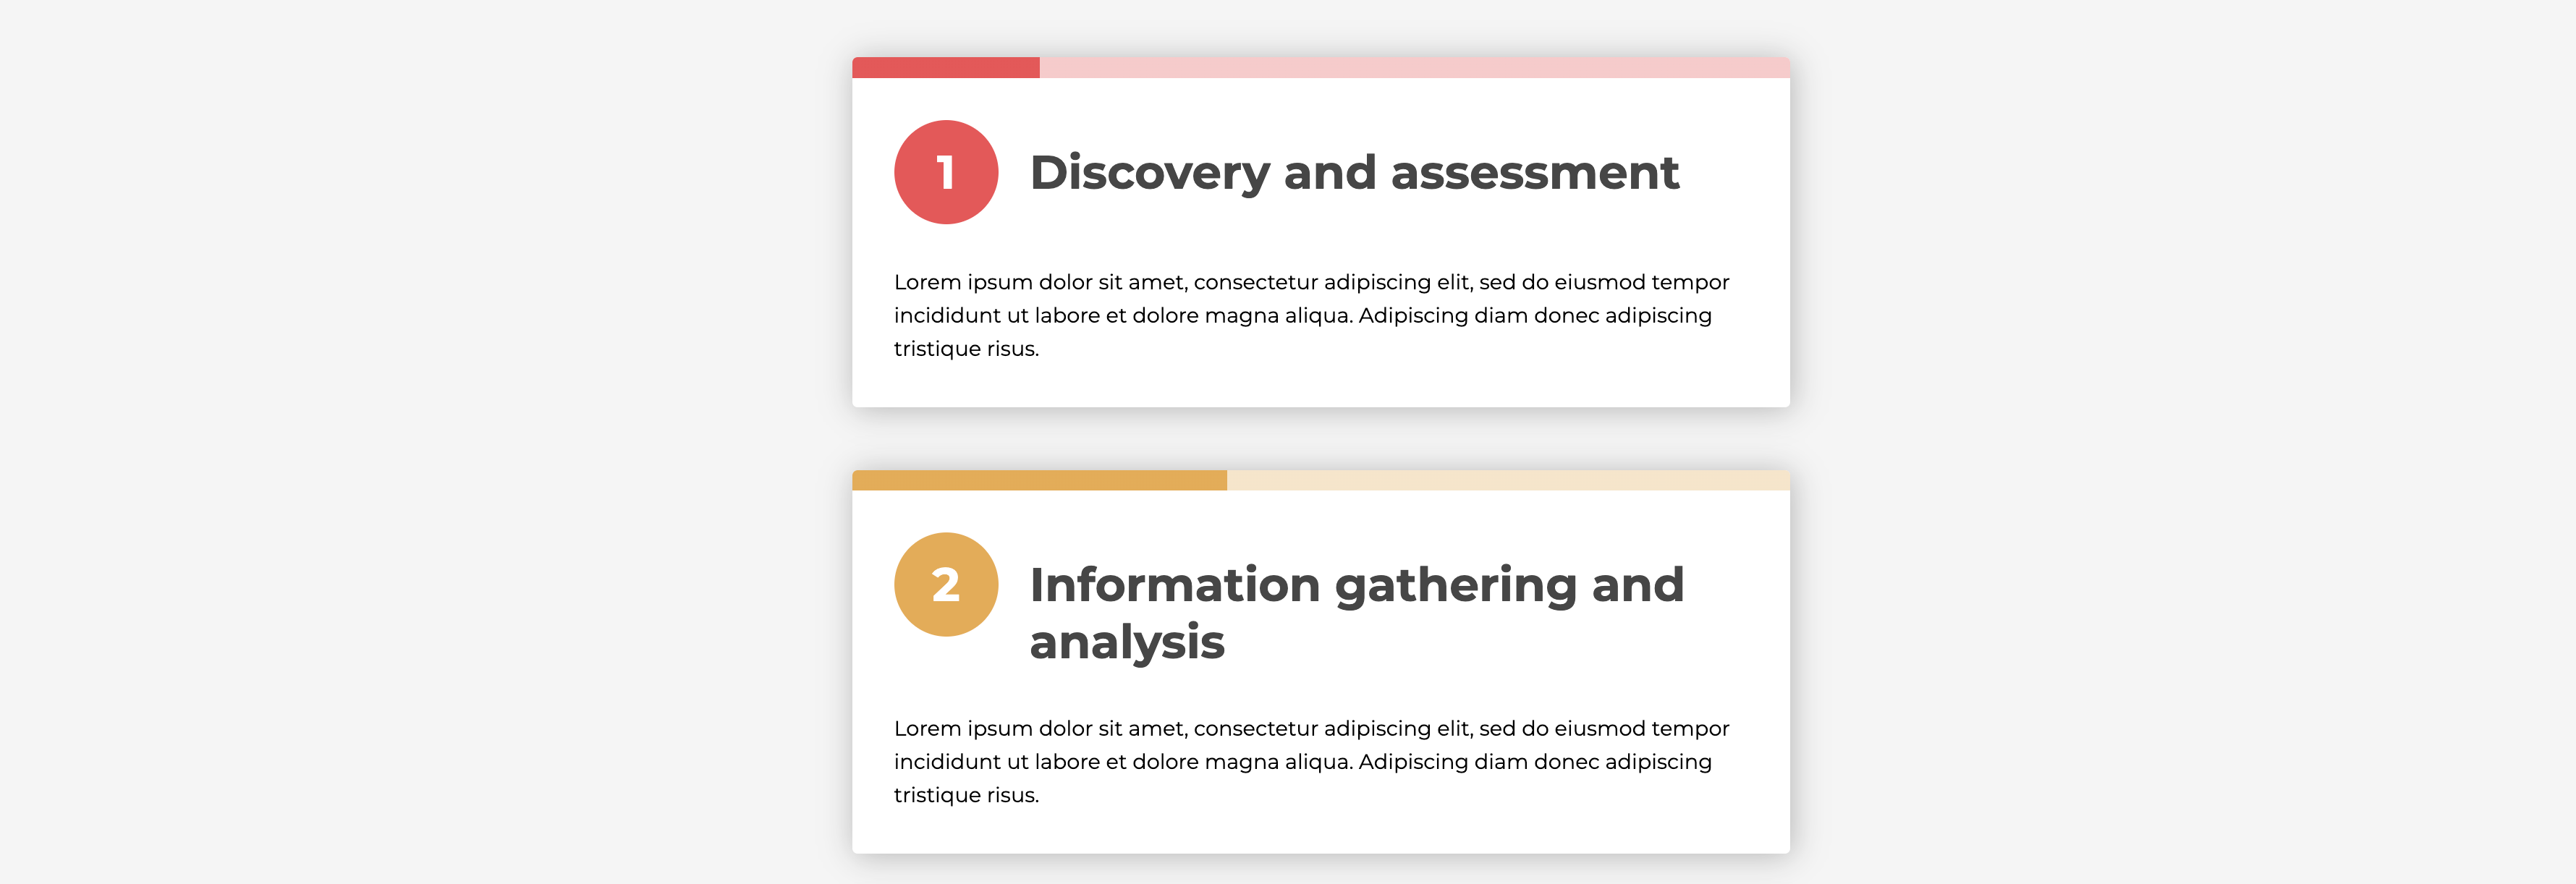 1 Discovery and assessment
Lorem ipsum dolor sit amet, consectetur adipiscing elit, sed do eiusmod tempor
incididunt ut labore et dolore magna aliqua. Adipiscing diam donec adipiscing
tristique risus.
2 Information gathering and
analysis
Lorem ipsum dolor sit amet, consectetur adipiscing elit, sed do eiusmod tempor
incididunt ut labore et dolore magna aliqua. Adipiscing diam donec adipiscing
tristique risus.